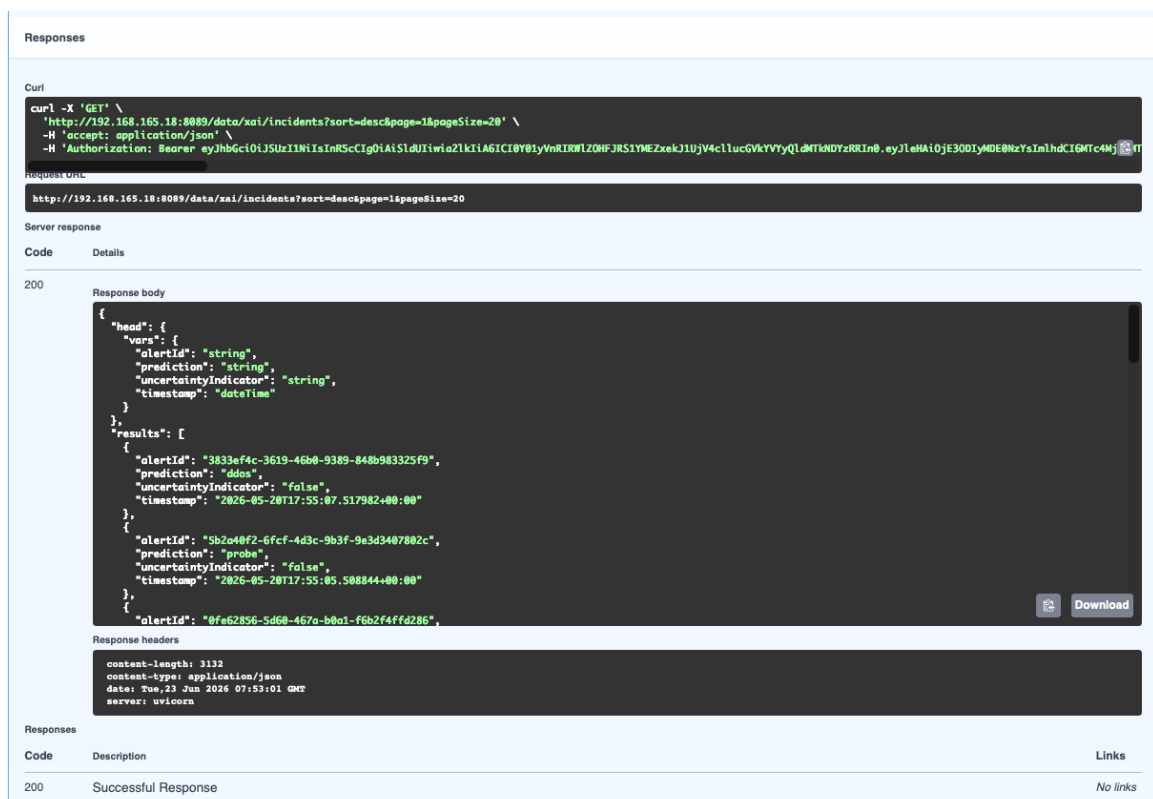 Responses
Curl
curl -X 'GET' \
'http://192.168.165.18:8089/data/xai/incidents?sort=desc&page=1&pageSize=20' \
-H 'accept: application/json' \
-H 'Authorization: Bearer
Request URL
http://192.168.165.18:8089/data/xai/incidents?sort=desc&page=1&pageSize=20
Server response
Code Details
200
Response body
{
"head": {
"vars": {
"alertId": "string",
"prediction": "string",
"uncertaintyIndicator": "string",
"timestamp": "dateTime"
}
},
"results": [
{
"alertId": "3833ef4c-3619-46b0-9389-848b983325f9",
"prediction": "ddos",
"uncertaintyIndicator": "false",
"timestamp": "2026-05-20T17:55:07.517982+00:00"
},
{
"alertId": "5b2a40f2-6fcf-4d3c-9b3f-9e3d3407802c",
"prediction": "probe",
"uncertaintyIndicator": "false",
"timestamp": "2026-05-20T17:55:05.508844+00:00"
},
{
"alertId": "0fe62856-5d60-467a-b0a1-f6b2f4ffd286",
Download
Response headers
content-length: 3132
content-type: application/json
date: Tue,23 Jun 2026 07:53:01 GMT
server: uvicorn
Responses
Code Description Links
200 Successful Response No links